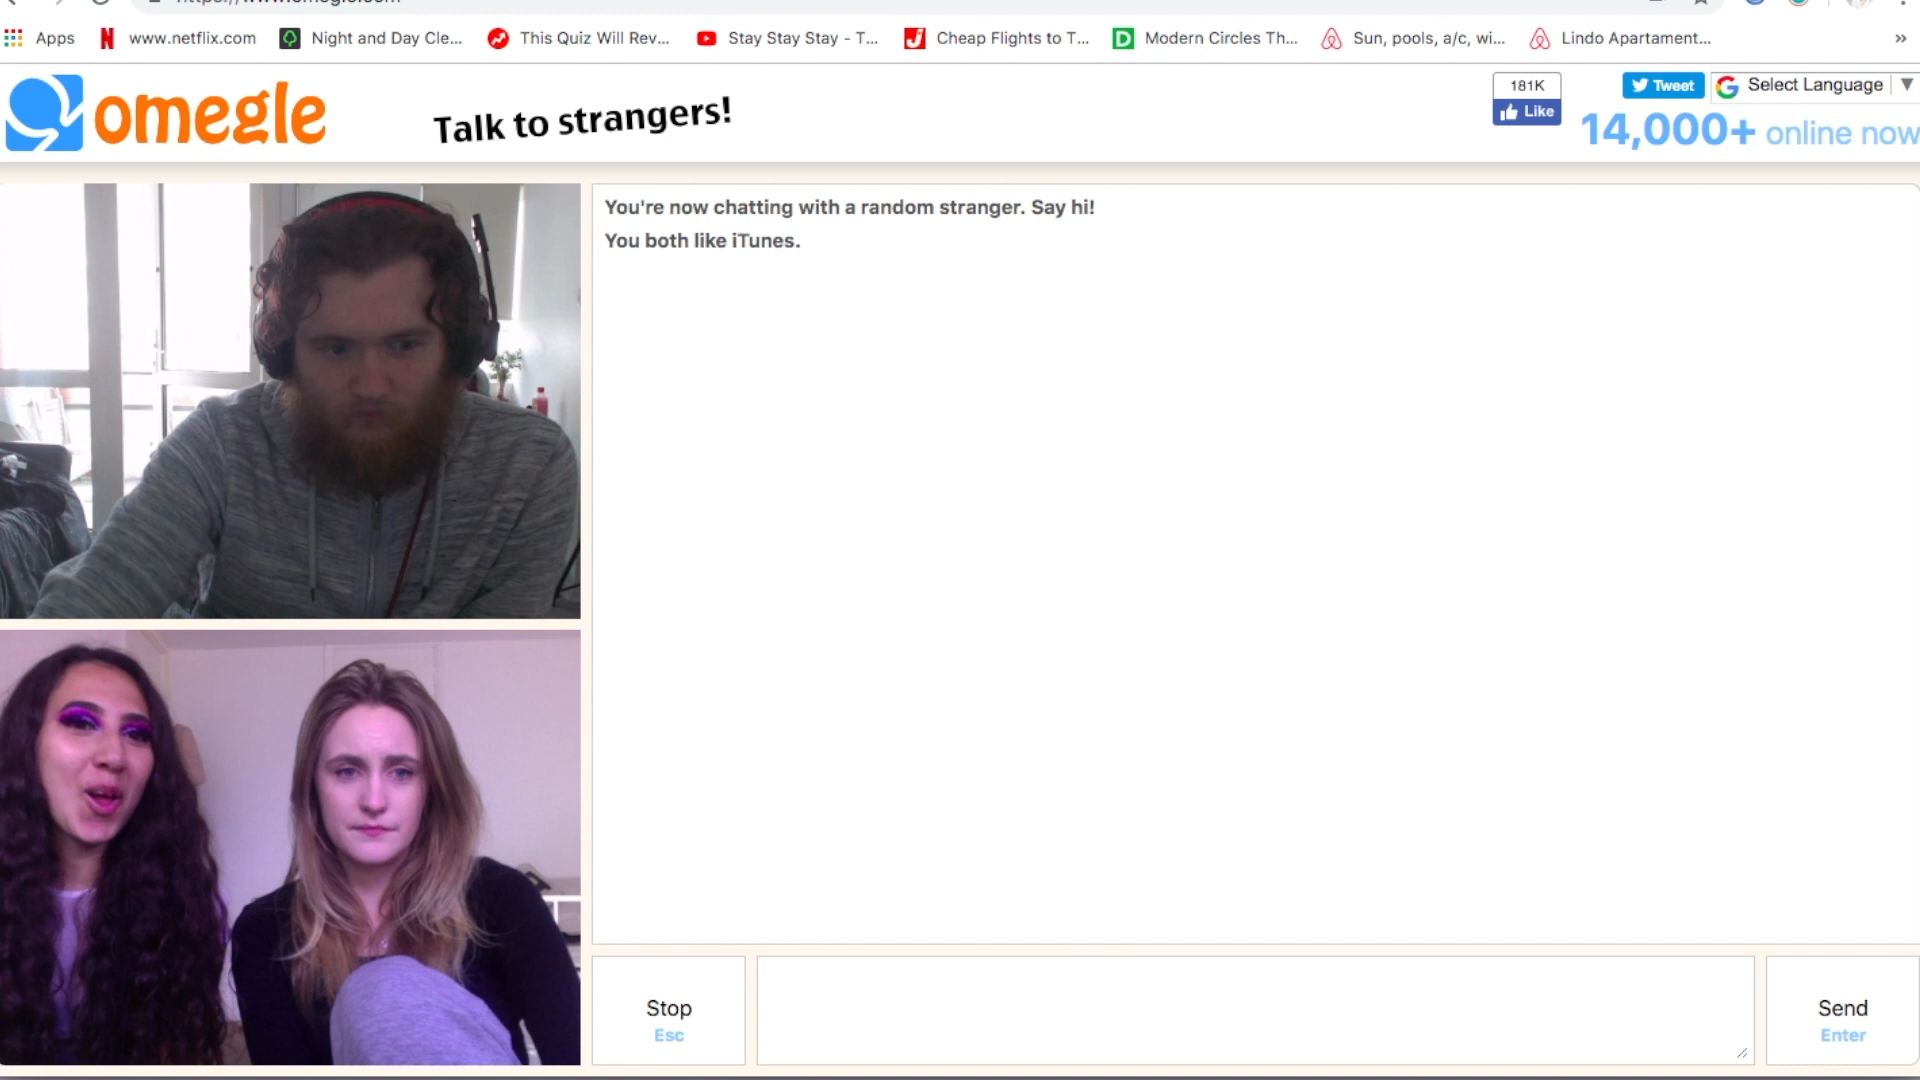 Apps www.netflix.com Night and Day Cle... This Quiz Will Rev... Stay Stay Stay - T... Cheap Flights to T... Modern Circles Th... Sun, pools, a/c, wi... Lindo Apartament... »
omegle
Talk to strangers!
181K
Like
Tweet
Select Language
14,000+ online now
You're now chatting with a random stranger. Say hi!
You both like iTunes.
Stop
Esc
Send
Enter